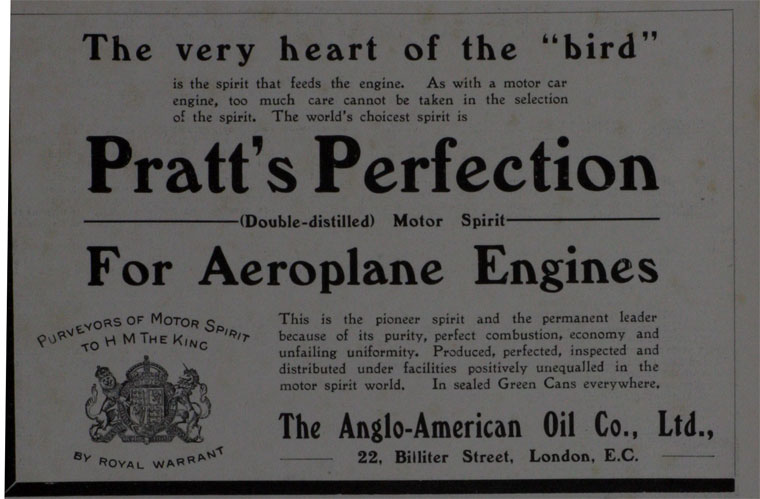 The very heart of the “bird”
is the spirit that feeds the engine. As with a motor car
engine, too much care cannot be taken in the selection
of the spirit. The world's choicest spirit is
Pratt's Perfection
(Double-distilled) Motor Spirit
For Aeroplane Engines
PURVEYORS OF MOTOR SPIRIT
TO H M THE KING
BY ROYAL WARRANT
This is the pioneer spirit and the permanent leader
because of its purity, perfect combustion, economy and
unfailing uniformity. Produced, perfected, inspected and
distributed under facilities positively unequalled in the
motor spirit world. In sealed Green Cans everywhere.
The Anglo-American Oil Co., Ltd.,
22, Billiter Street, London, E.C.